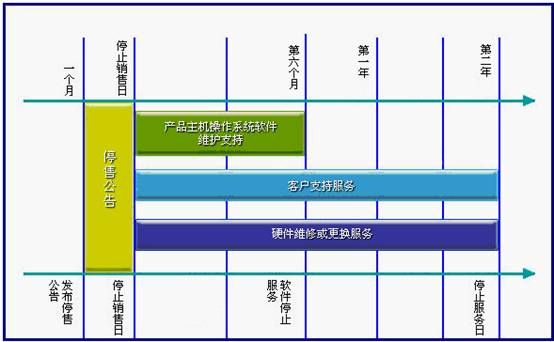 一个月
停止销售日
第六个月
第一年
第二年
停售公告
产品主机操作系统软件
维护支持
客户支持服务
硬件维修或更换服务
发布停售
公告
停止销售日
软件停止
服务
停止服务日